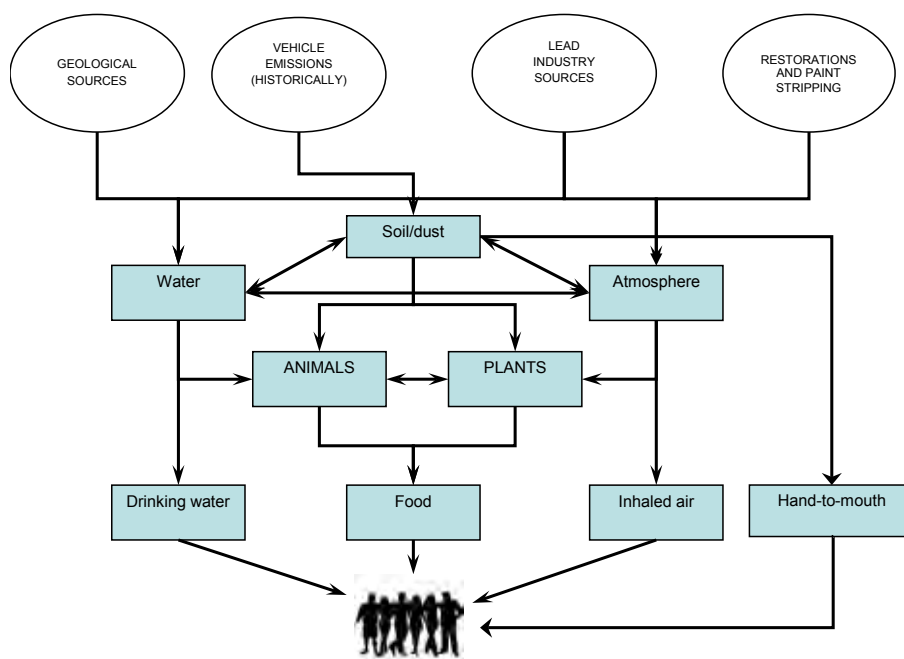 GEOLOGICAL
SOURCES
VEHICLE
EMISSIONS
(HISTORICALLY)
LEAD
INDUSTRY
SOURCES
RESTORATIONS
AND PAINT
STRIPPING
Soil/dust
Water
Atmosphere
ANIMALS
PLANTS
Drinking water
Food
Inhaled air
Hand-to-mouth